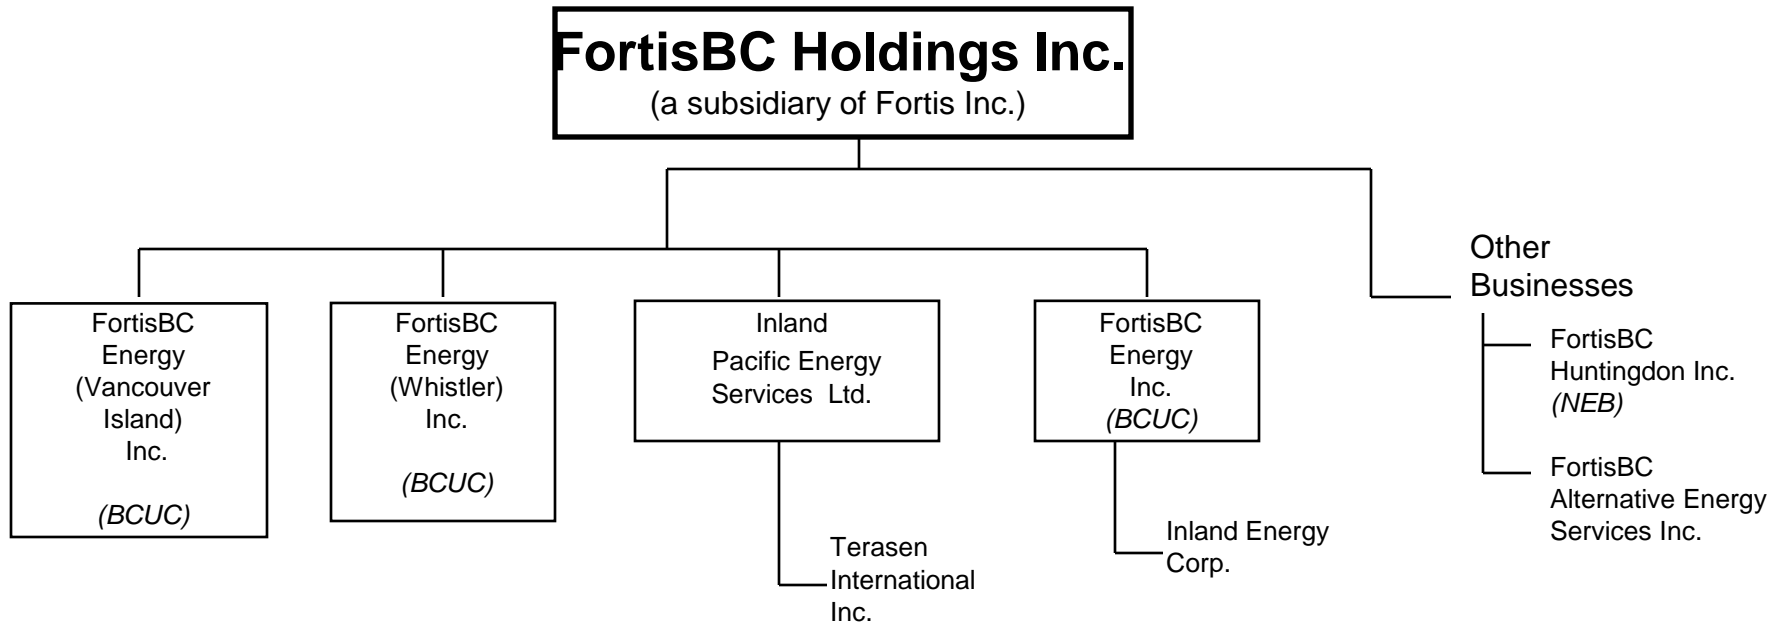 FortisBC Holdings Inc.
(a subsidiary of Fortis Inc.)
FortisBC
Energy
(Vancouver
Island)
Inc.
(BCUC)
FortisBC
Energy
(Whistler)
Inc.
(BCUC)
Inland
Pacific Energy
Services Ltd.
FortisBC
Energy
Inc.
(BCUC)
Other
Businesses
FortisBC
Huntingdon Inc.
(NEB)
FortisBC
Alternative Energy
Services Inc.
Terasen
International
Inc.
Inland Energy
Corp.